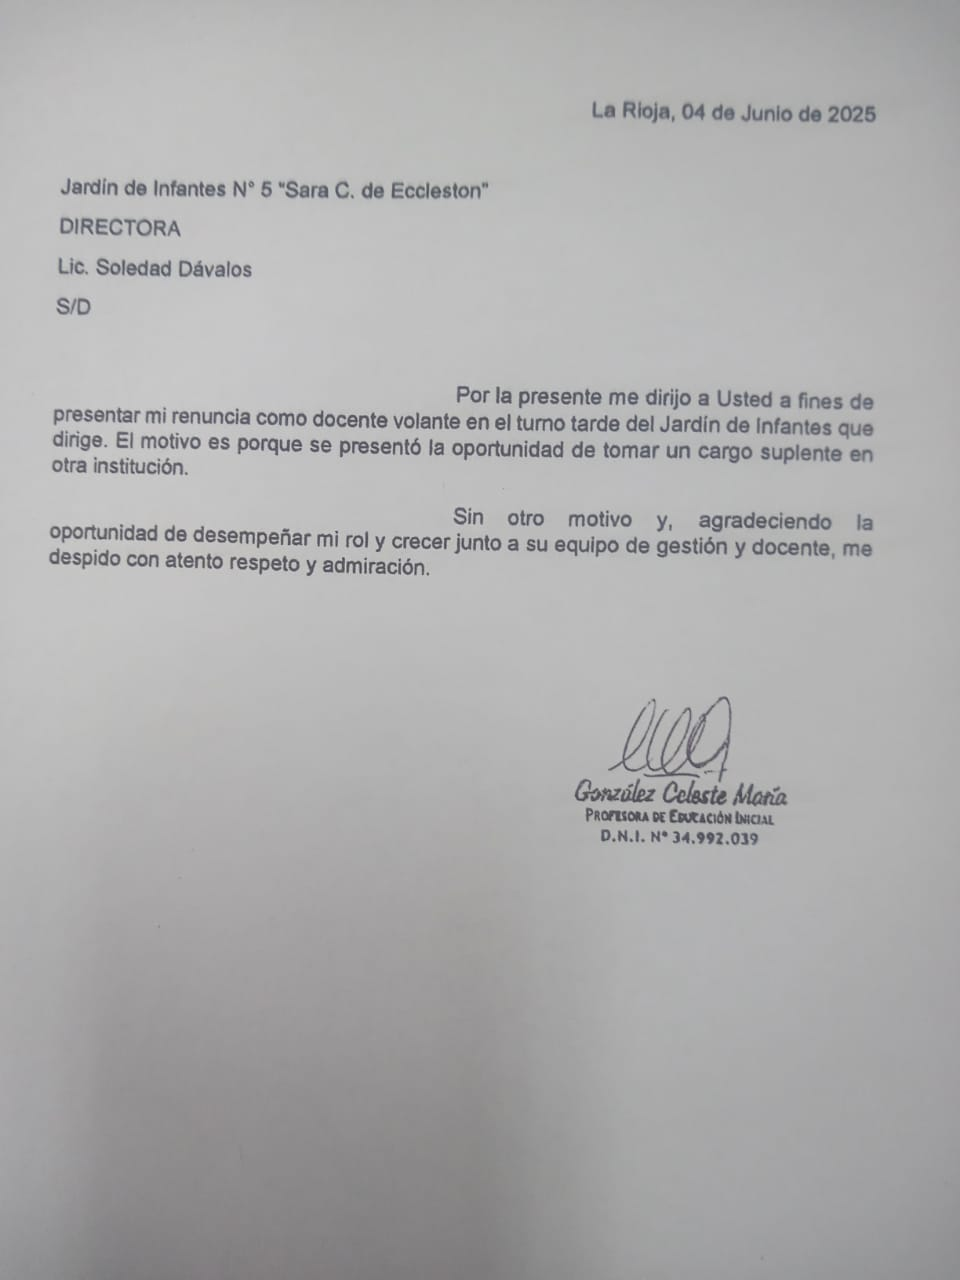 La Rioja, 04 de Junio de 2025
Jardín de Infantes N° 5 "Sara C. de Eccleston"
DIRECTORA
Lic. Soledad Dávalos
S/D
Por la presente me dirijo a Usted a fines de
presentar mi renuncia como docente volante en el turno tarde del Jardín de Infantes que
dirige. El motivo es porque se presentó la oportunidad de tomar un cargo suplente en
otra institución.
Sin otro motivo y, agradeciendo la
oportunidad de desempeñar mi rol y crecer junto a su equipo de gestión y docente, me
despido con atento respeto y admiración.
González Celeste María
PROFESORA DE EDUCACIÓN INICIAL
D.N.I. N° 34.992.039